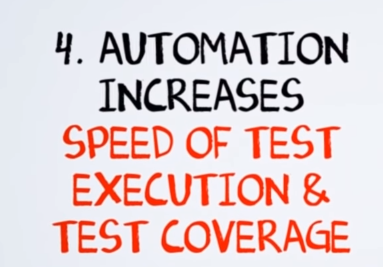 4. AUTOMATION
INCREASES
SPEED OF TEST
EXECUTION &
TEST COVERAGE